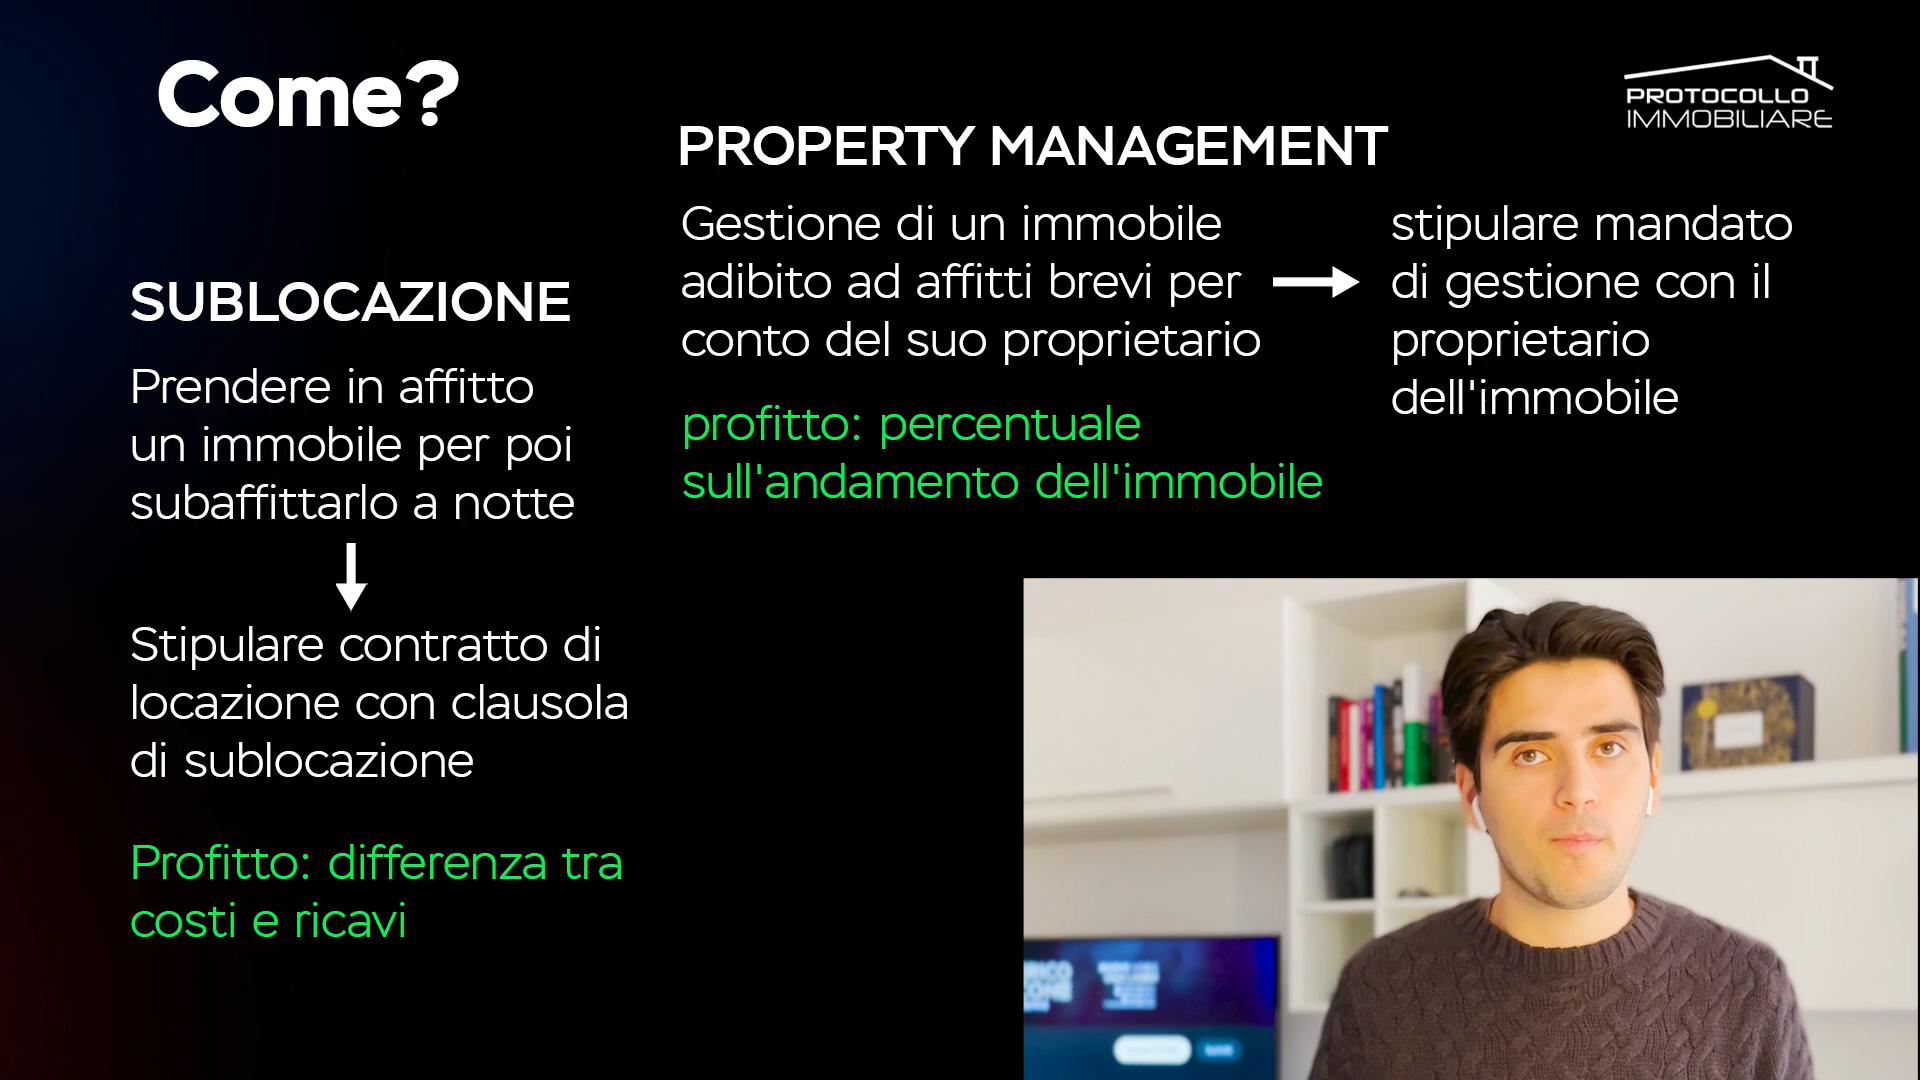 Come?
PROTOCOLLO
IMMOBILIARE
SUBLOCAZIONE
Prendere in affitto
un immobile per poi
subaffittarlo a notte
Stipulare contratto di
locazione con clausola
di sublocazione
Profitto: differenza tra
costi e ricavi
PROPERTY MANAGEMENT
Gestione di un immobile
adibito ad affitti brevi per
conto del suo proprietario
profitto: percentuale
sull'andamento dell'immobile
stipulare mandato
di gestione con il
proprietario
dell'immobile